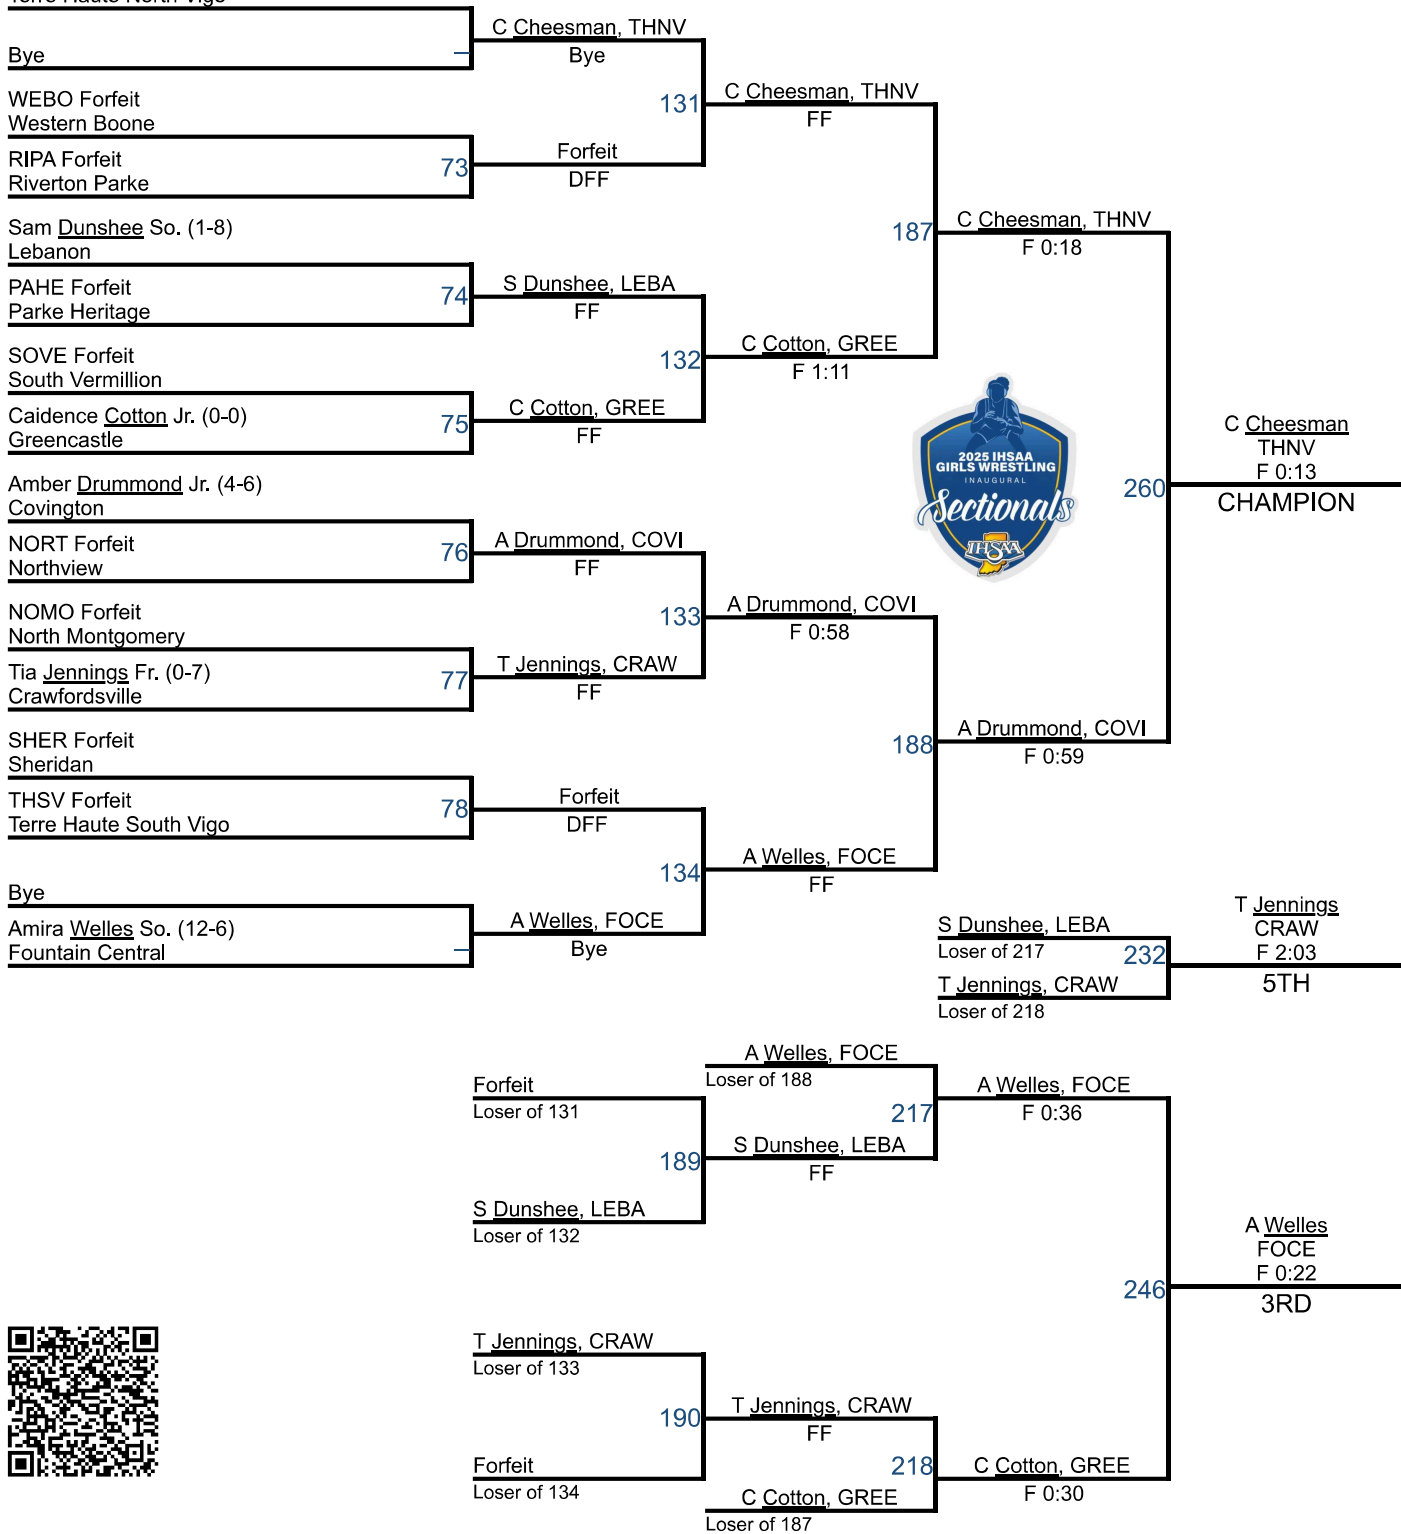 Terre Haute North Vigo
Bye
C Cheesman, THNV
Bye
WEBO Forfeit
Western Boone
131
C Cheesman, THNV
FF
RIPA Forfeit
Riverton Parke
73
Forfeit
DFF
Sam Dunshee So. (1-8)
Lebanon
187
C Cheesman, THNV
F 0:18
PAHE Forfeit
Parke Heritage
74
S Dunshee, LEBA
FF
SOVE Forfeit
South Vermillion
132
C Cotton, GREE
F 1:11
Caidence Cotton Jr. (0-0)
Greencastle
75
C Cotton, GREE
FF
2025 IHSAA
GIRLS WRESTLING
INAUGURAL
Sectionals
IHSAA
260
C Cheesman
THNV
F 0:13
CHAMPION
Amber Drummond Jr. (4-6)
Covington
NORT Forfeit
Northview
76
A Drummond, COVI
FF
NOMO Forfeit
North Montgomery
133
A Drummond, COVI
F 0:58
Tia Jennings Fr. (0-7)
Crawfordsville
77
T Jennings, CRAW
FF
SHER Forfeit
Sheridan
188
A Drummond, COVI
F 0:59
THSV Forfeit
Terre Haute South Vigo
78
Forfeit
DFF
134
A Welles, FOCE
FF
Bye
Amira Welles So. (12-6)
Fountain Central
A Welles, FOCE
Bye
S Dunshee, LEBA
Loser of 217
232
T Jennings, CRAW
Loser of 218
T Jennings
CRAW
F 2:03
5TH
A Welles, FOCE
Loser of 188
Forfeit
Loser of 131
217
A Welles, FOCE
F 0:36
189
S Dunshee, LEBA
FF
S Dunshee, LEBA
Loser of 132
246
A Welles
FOCE
F 0:22
3RD
T Jennings, CRAW
Loser of 133
190
T Jennings, CRAW
FF
Forfeit
Loser of 134
218
C Cotton, GREE
F 0:30
C Cotton, GREE
Loser of 187